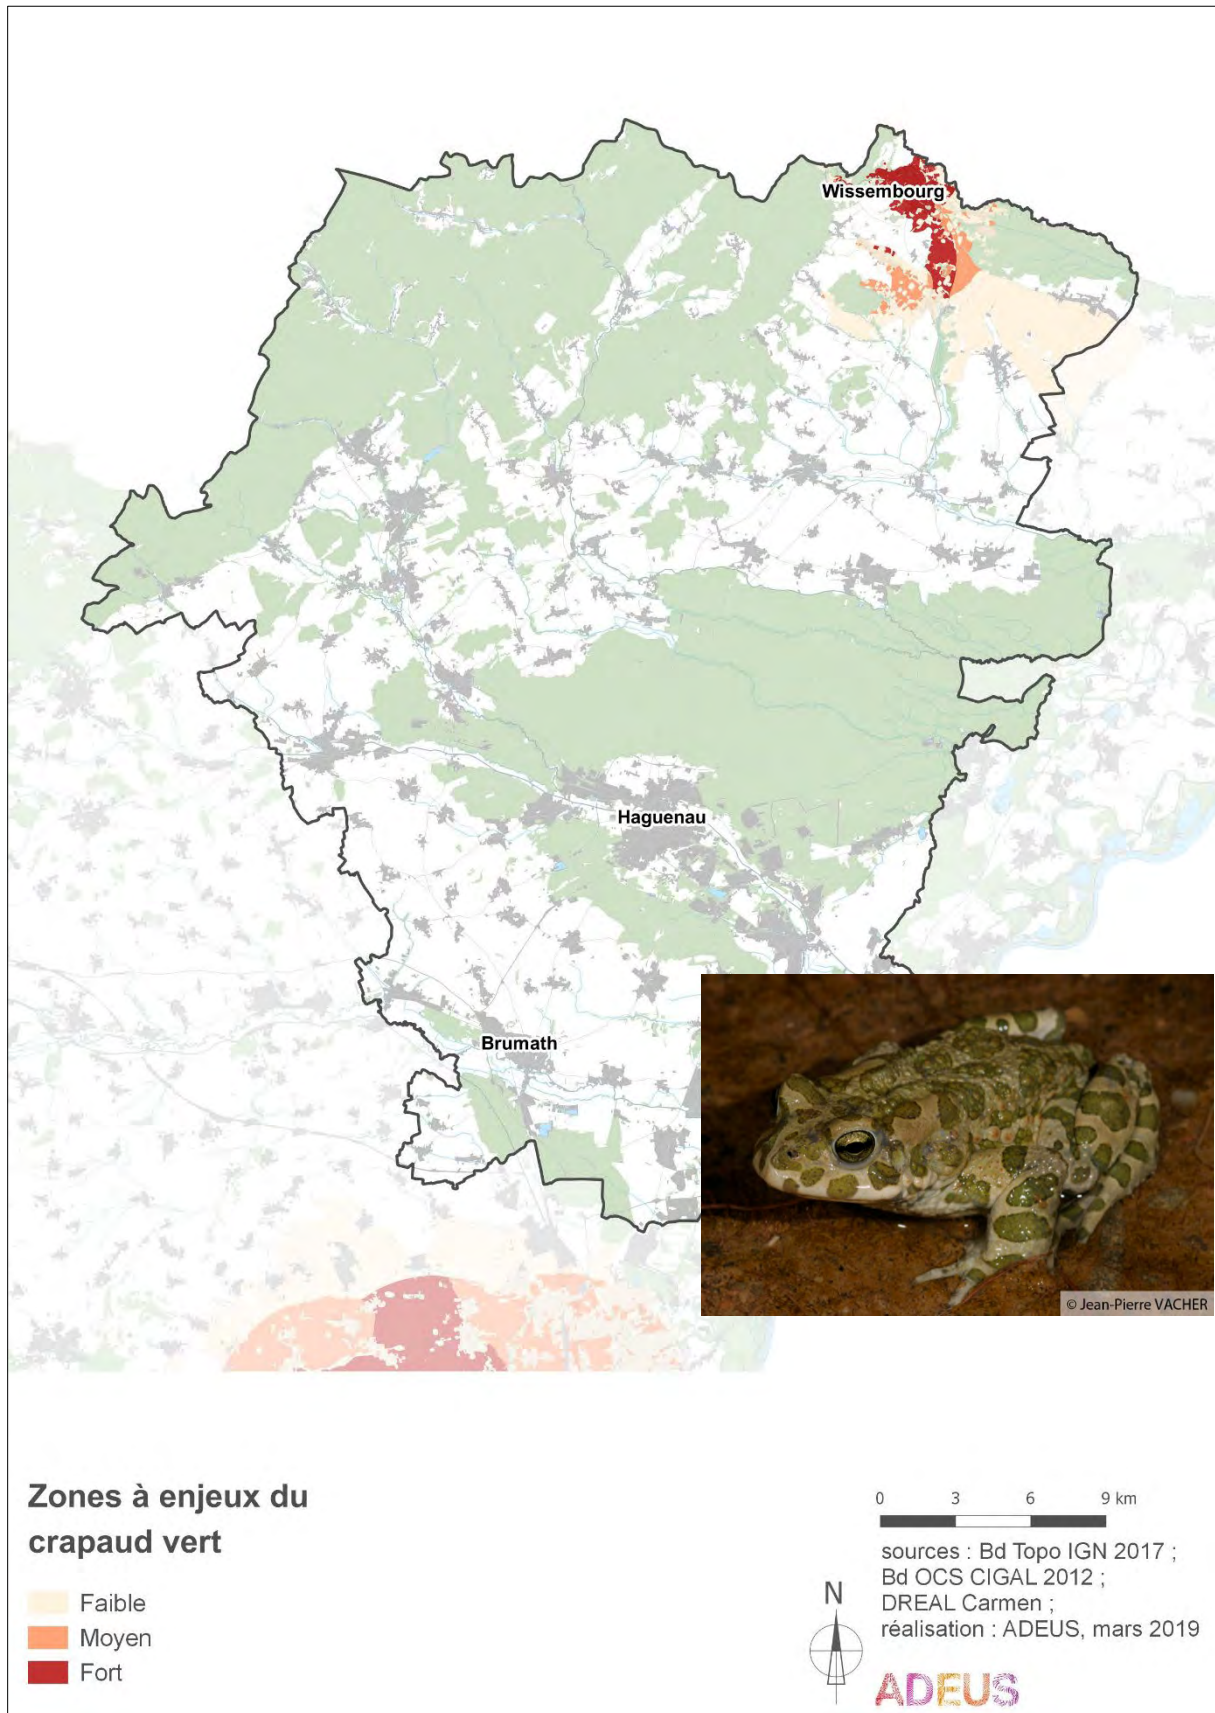 Wissembourg
Haguenau
Brumath
© Jean-Pierre VACHER
Zones à enjeux du
crapaud vert
Faible
Moyen
Fort
0 3 6 9 km
sources : Bd Topo IGN 2017 ;
Bd OCS CIGAL 2012 ;
DREAL Carmen ;
réalisation : ADEUS, mars 2019
N
ADEUS